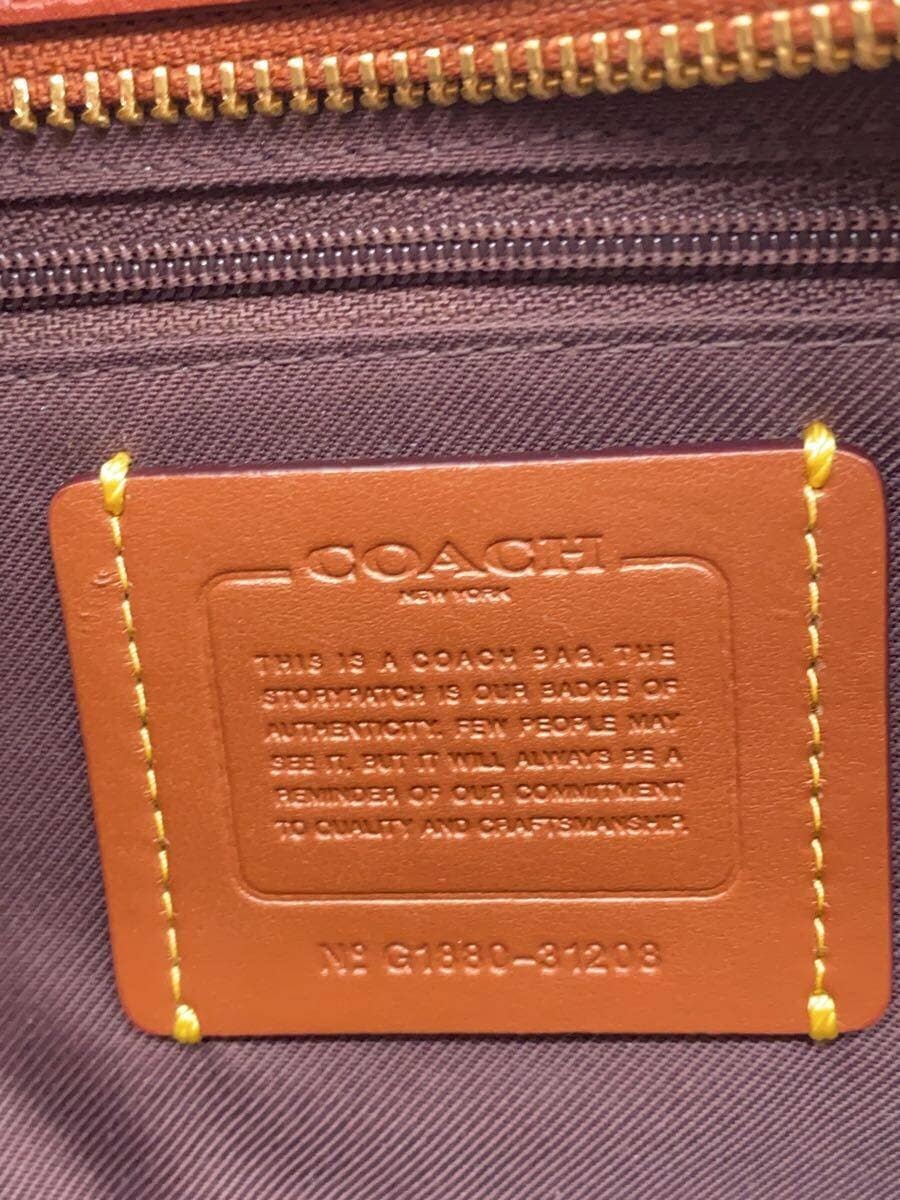 COACH
NEW YORK
THIS IS A COACH BAG. THE
STORYPATCH IS OUR BADGE OF
AUTHENTICITY. FEW PEOPLE MAY
SEE IT, BUT IT WILL ALWAYS BE A
REMINDER OF OUR COMMITMENT
TO QUALITY AND CRAFTSMANSHIP.
Nº G1880-31208